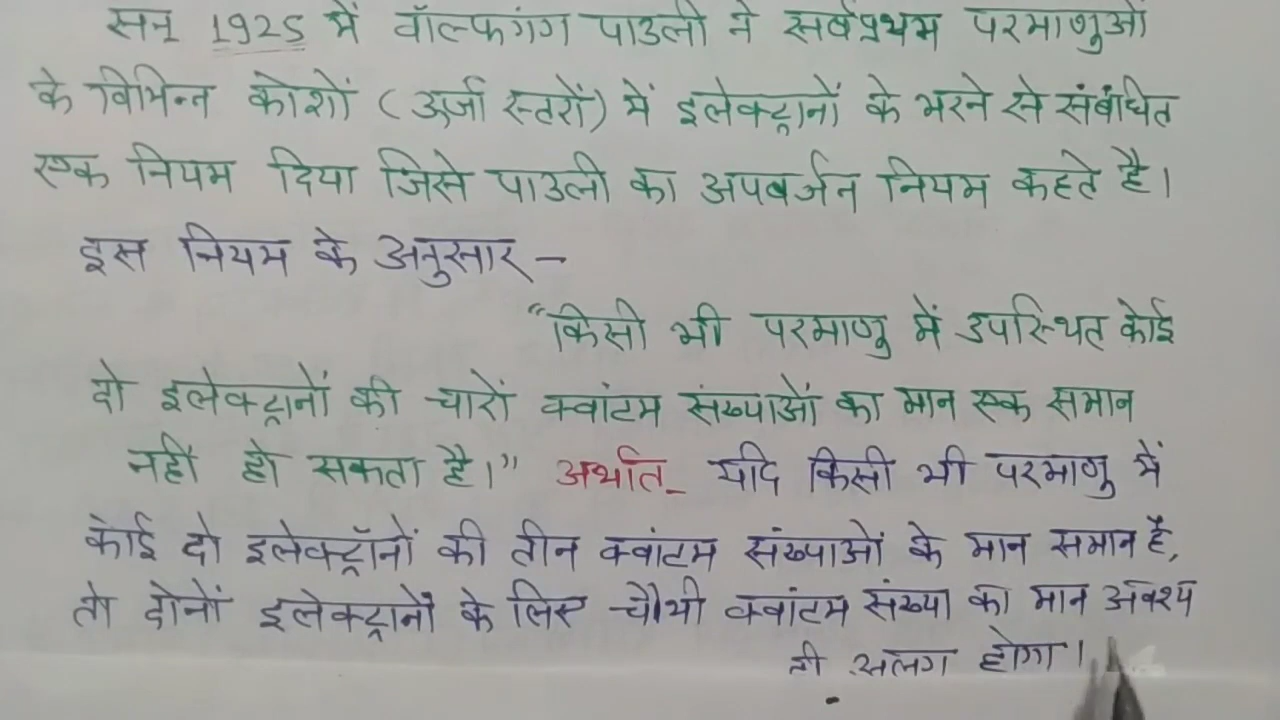 सन् 1925 में वॉल्फगंग पाउली ने सर्वप्रथम परमाणुओं
के विभिन्न कोशों (ऊर्जा स्तरों) में इलेक्ट्रानों के भरने से संबंधित
एक नियम दिया जिसे पाउली का अपवर्जन नियम कहते है।
इस नियम के अनुसार -
"किसी भी परमाणु में उपस्थित कोई
दो इलेक्ट्रानों की चारों क्वांटम संख्याओं का मान एक समान
नहीं हो सकता है।" अर्थात- यदि किसी भी परमाणु में
कोई दो इलेक्ट्रॉनों की तीन क्वांटम संख्याओं के मान समान है,
तो दोनों इलेक्ट्रानों के लिए चौथी क्वांटम संख्या का मान अवश्य
ही अलग होगा।